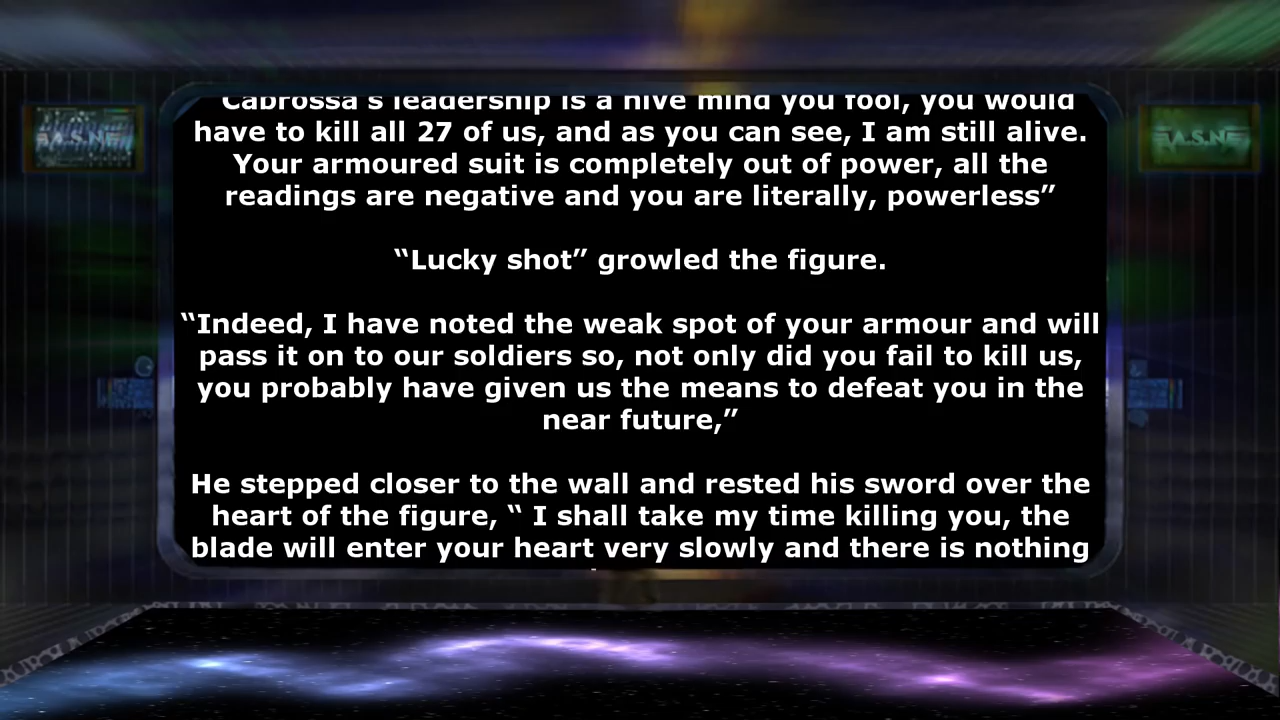 Cabrossa's leadership is a hive mind you fool, you would
have to kill all 27 of us, and as you can see, I am still alive.
Your armoured suit is completely out of power, all the
readings are negative and you are literally, powerless”
“Lucky shot” growled the figure.
“Indeed, I have noted the weak spot of your armour and will
pass it on to our soldiers so, not only did you fail to kill us,
you probably have given us the means to defeat you in the
near future,”
He stepped closer to the wall and rested his sword over the
heart of the figure, “ I shall take my time killing you, the
blade will enter your heart very slowly and there is nothing
A.S.N